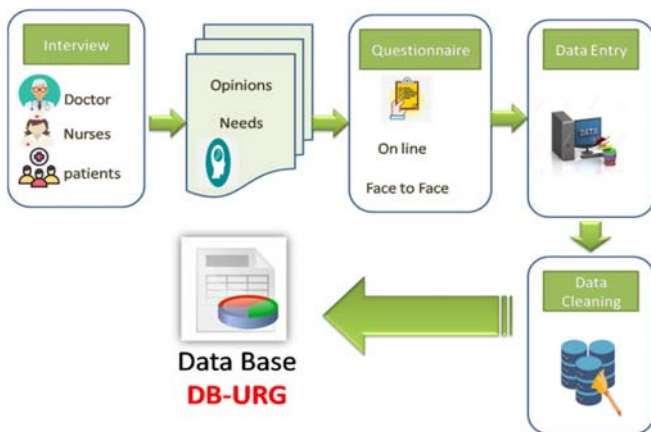 Interview
Doctor
Nurses
patients
Opinions
Needs
Questionnaire
On line
Face to Face
Data Entry
DATA
Data
Cleaning
Data Base
DB-URG